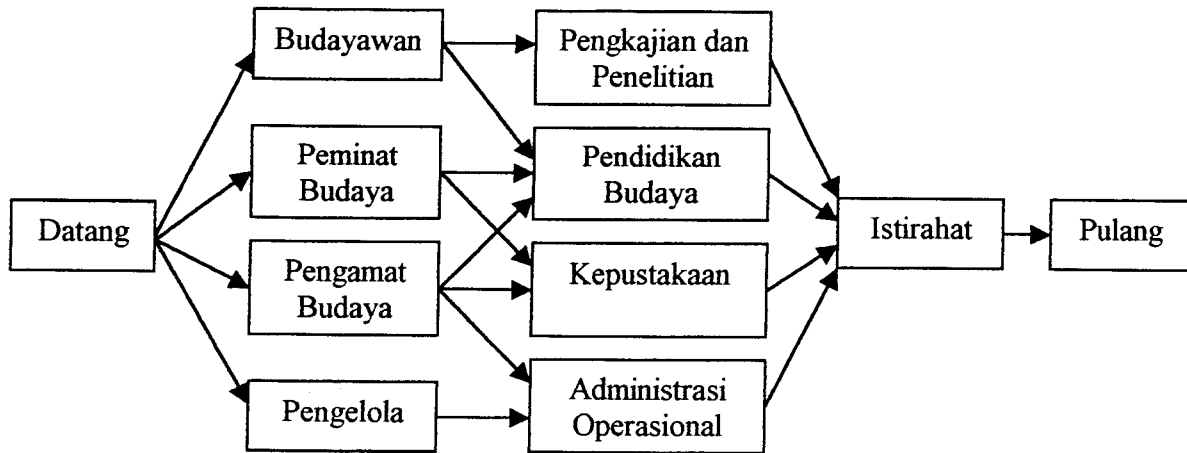 Datang
Budayawan
Peminat
Budaya
Pengamat
Budaya
Pengelola
Pengkajian dan
Penelitian
Pendidikan
Budaya
Kepustakaan
Administrasi
Operasional
Istirahat
Pulang